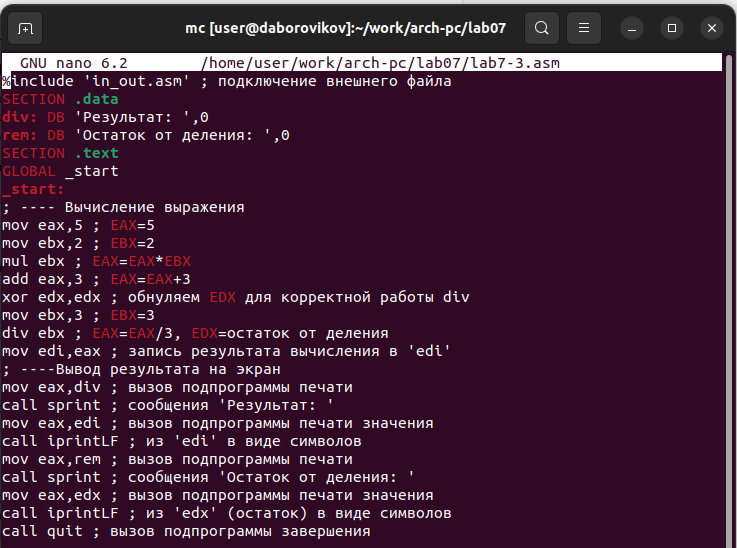 mc [user@daborovikov]:~/work/arch-pc/lab07
GNU nano 6.2 /home/user/work/arch-pc/lab07/lab7-3.asm
%include 'in_out.asm' ; подключение внешнего файла
SECTION .data
div: DB 'Результат: ',0
rem: DB 'Остаток от деления: ',0
SECTION .text
GLOBAL _start
_start:
; ---- Вычисление выражения
mov eax,5 ; EAX=5
mov ebx,2 ; EBX=2
mul ebx ; EAX=EAX*EBX
add eax,3 ; EAX=EAX+3
xor edx,edx ; обнуляем EDX для корректной работы div
mov ebx,3 ; EBX=3
div ebx ; EAX=EAX/3, EDX=остаток от деления
mov edi,eax ; запись результата вычисления в 'edi'
; ----Вывод результата на экран
mov eax,div ; вызов подпрограммы печати
call sprint ; сообщения 'Результат: '
mov eax,edi ; вызов подпрограммы печати значения
call iprintLF ; из 'edi' в виде символов
mov eax,rem ; вызов подпрограммы печати
call sprint ; сообщения 'Остаток от деления: '
mov eax,edx ; вызов подпрограммы печати значения
call iprintLF ; из 'edx' (остаток) в виде символов
call quit ; вызов подпрограммы завершения